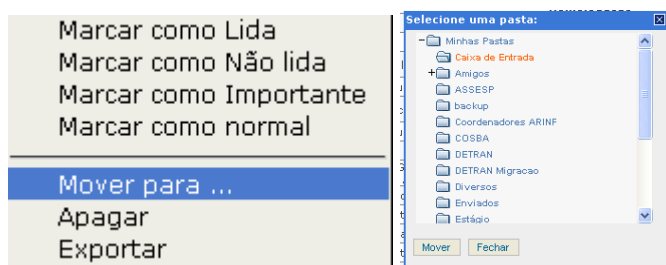 Marcar como Lida
Marcar como Não lida
Marcar como Importante
Marcar como normal
Mover para ...
Apagar
Exportar
Selecione uma pasta:
Minhas Pastas
Caixa de Entrada
Amigos
ASSESP
backup
Coordenadores ARINF
COSBA
DETRAN
DETRAN Migracao
Diversos
Enviados
Estágio
Mover Fechar